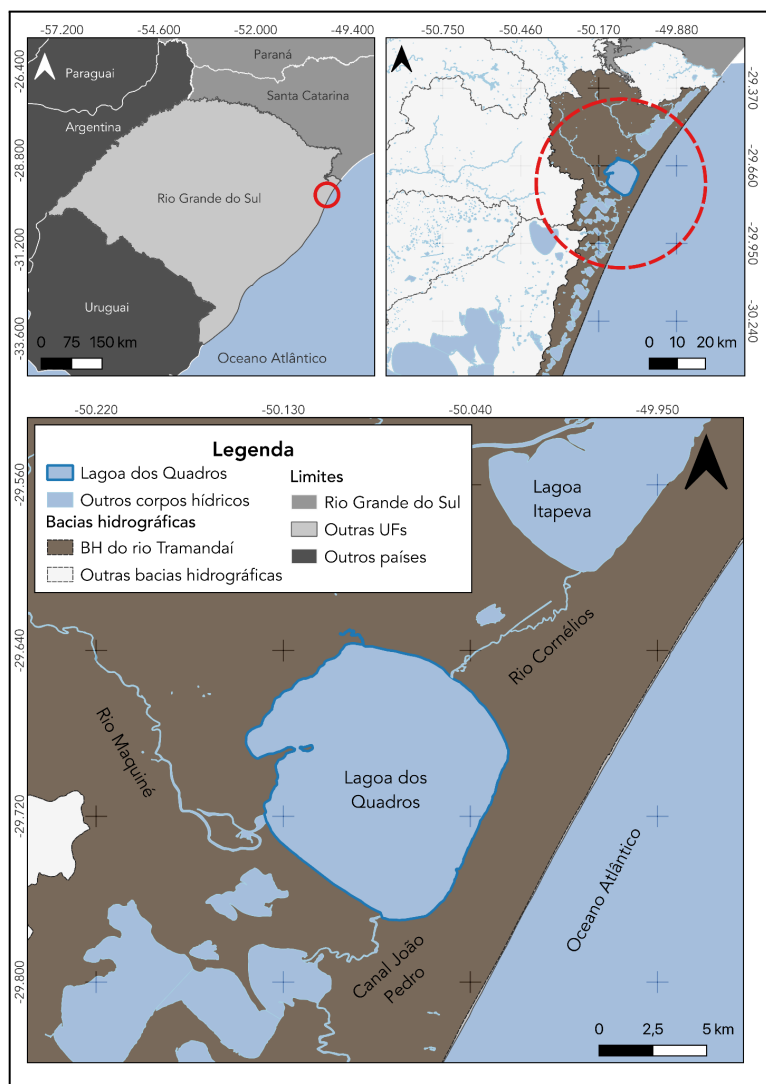 -57.200 -54.600 -52.000 -49.400
-26.400
-28.800
-31.200
-33.600
Paraguai
Paraná
Santa Catarina
Argentina
Rio Grande do Sul
Uruguai
Oceano Atlântico
0 75 150 km
-50.750 -50.460 -50.170 -49.880
-29.370
-29.660
-29.950
-30.240
0 10 20 km
-50.220 -50.130 -50.040 -49.950
-29.560
-29.640
-29.720
-29.800
Legenda
Lagoa dos Quadros
Outros corpos hídricos
Bacias hidrográficas
BH do rio Tramandaí
Outras bacias hidrográficas
Limites
Rio Grande do Sul
Outras UFs
Outros países
Lagoa
Itapeva
Rio Cornélios
Rio Maquiné
Lagoa dos
Quadros
Oceano Atlântico
Canal João
Pedro
0 2,5 5 km